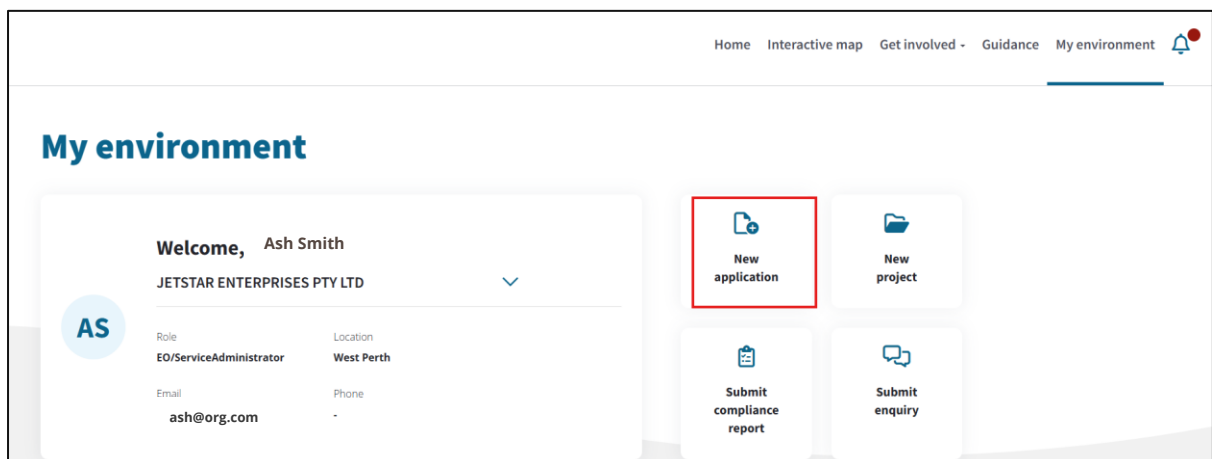 Home Interactive map Get involved - Guidance My environment
My environment
Welcome, Ash Smith
JETSTAR ENTERPRISES PTY LTD
AS
Role Location
EO/ServiceAdministrator West Perth
Email Phone
ash@org.com -
New
application
New
project
Submit
compliance
report
Submit
enquiry